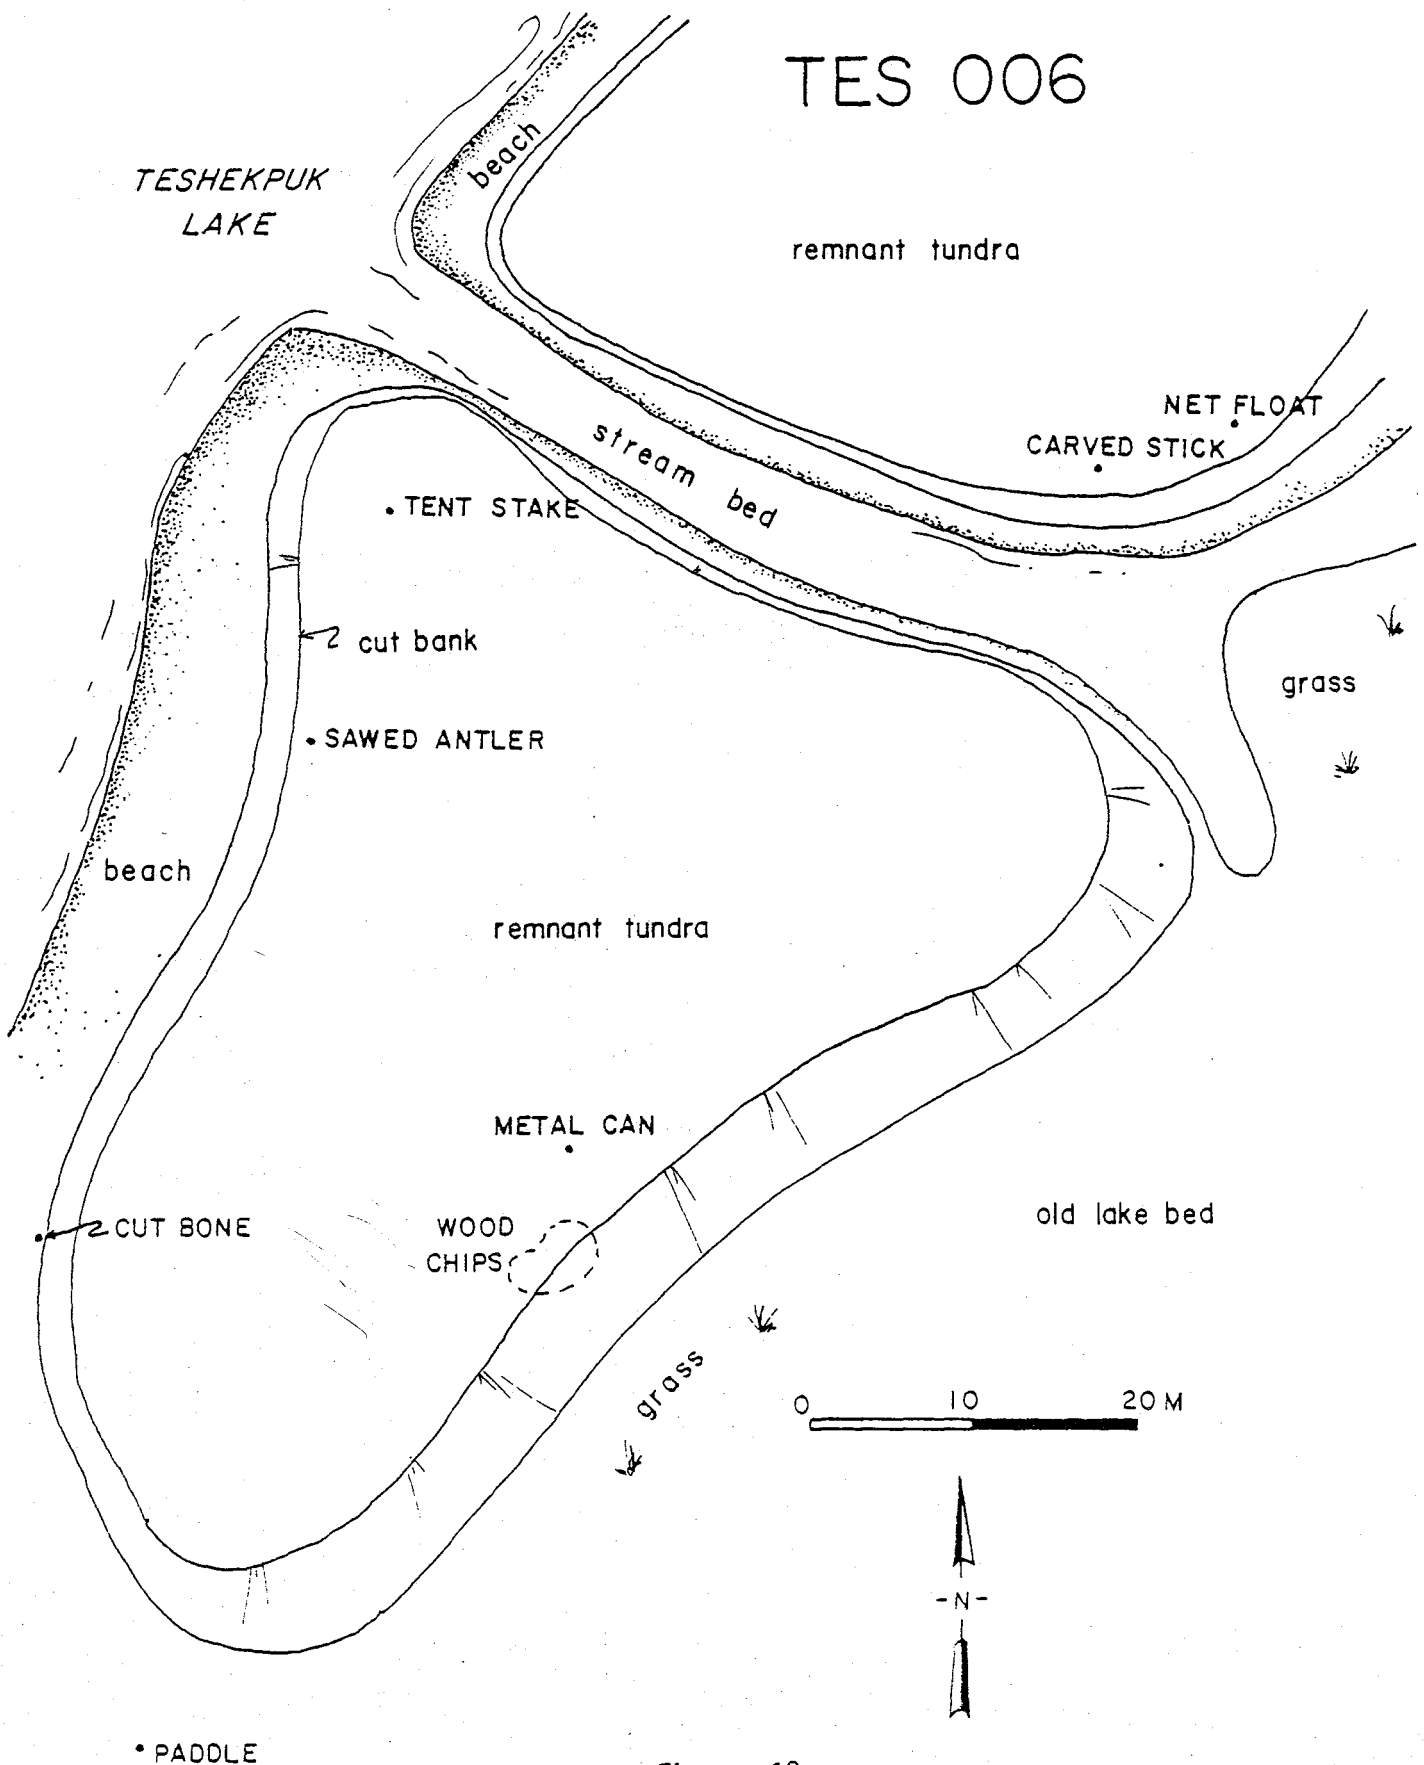 TES 006
beach
TESHEKPUK
LAKE
remnant tundra
NET FLOAT
CARVED STICK
stream bed
TENT STAKE
cut bank
grass
SAWED ANTLER
beach
remnant tundra
METAL CAN
old lake bed
CUT BONE
WOOD
CHIPS
grass
0 10 20 M
-N-
PADDLE